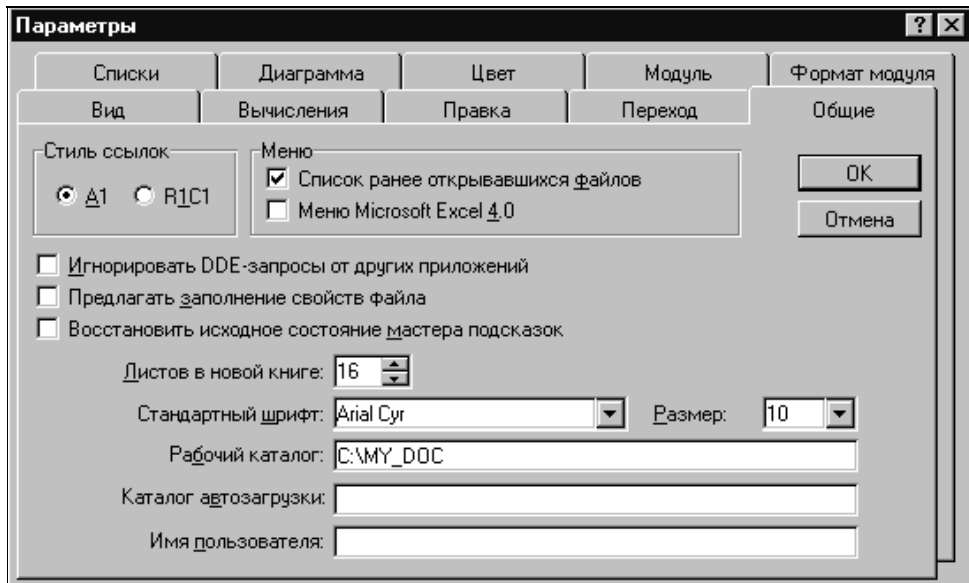 Параметры
Списки Диаграмма Цвет Модуль Формат модуля
Вид Вычисления Правка Переход Общие
Стиль ссылок Меню
A1 R1C1 Список ранее открывавшихся файлов OK
Меню Microsoft Excel 4.0 Отмена
Игнорировать DDE-запросы от других приложений
Предлагать заполнение свойств файла
Восстановить исходное состояние мастера подсказок
Листов в новой книге: 16
Стандартный шрифт: Arial Cyr Размер: 10
Рабочий каталог: C:\MY_DOC
Каталог автозагрузки:
Имя пользователя: